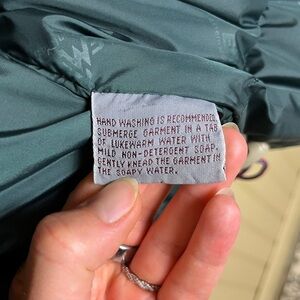 HAND WASHING IS RECOMMENDED.
SUBMERGE GARMENT IN A TAB
OF LUKEWARM WATER WITH
MILD NON-DETERGENT SOAP.
GENTLY KNEAD THE GARMENT IN
THE SOAPY WATER.